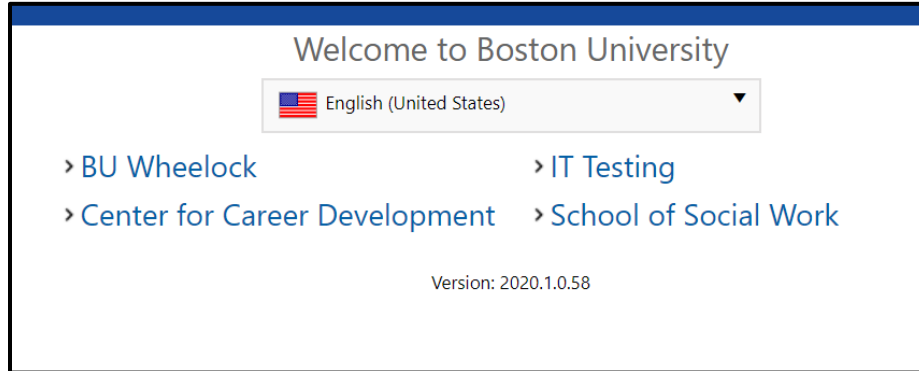 Welcome to Boston University
English (United States)
BU Wheelock
IT Testing
Center for Career Development
School of Social Work
Version: 2020.1.0.58